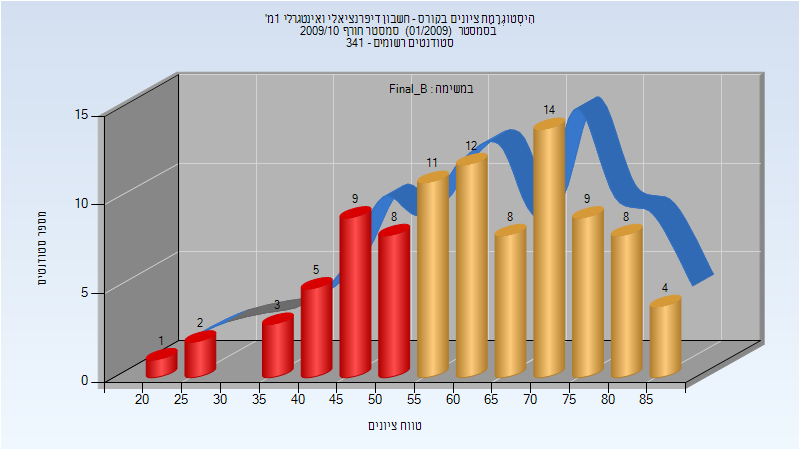 הִיסְטוֹגְרָמַת ציונים בקורס - חשבון דיפרנציאלי ואינטגרלי 1מ'
בסמסטר (01/2009) סמסטר חורף 2009/10
סטודנטים רשומים - 341
במשימה : Final_B
מספר סטודנטים
15
10
5
0
1
2
3
5
9
8
11
12
8
14
9
8
4
20 25 30 35 40 45 50 55 60 65 70 75 80 85
טווח ציונים